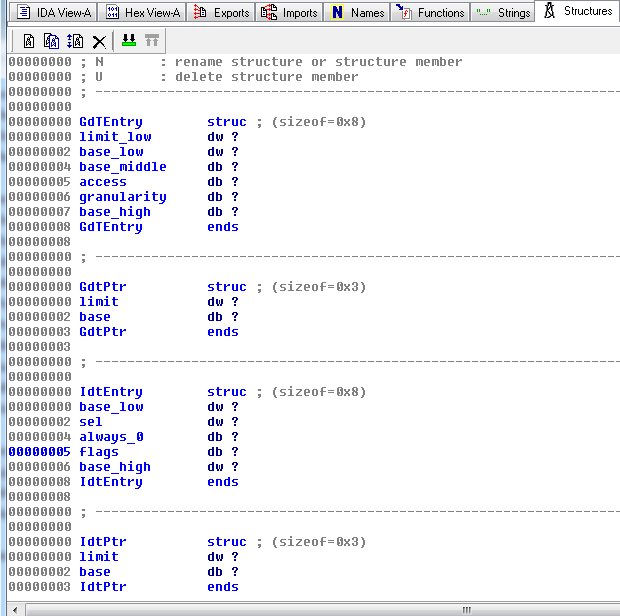 IDA View-A Hex View-A Exports Imports N Names Functions Strings Structures
00000000 ; N       : rename structure or structure member
00000000 ; U       : delete structure member
00000000 ; ------------------------------------------------------------------
00000000
00000000 GdTEntry        struc ; (sizeof=0x8)
00000000 limit_low       dw ?
00000002 base_low        dw ?
00000004 base_middle     db ?
00000005 access          db ?
00000006 granularity     db ?
00000007 base_high       db ?
00000008 GdTEntry        ends
00000008
00000000 ; ------------------------------------------------------------------
00000000
00000000 GdtPtr          struc ; (sizeof=0x3)
00000000 limit           dw ?
00000002 base            db ?
00000003 GdtPtr          ends
00000003
00000000 ; ------------------------------------------------------------------
00000000
00000000 IdtEntry        struc ; (sizeof=0x8)
00000000 base_low        dw ?
00000002 sel             dw ?
00000004 always_0        db ?
00000005 flags           db ?
00000006 base_high       dw ?
00000008 IdtEntry        ends
00000008
00000000 ; ------------------------------------------------------------------
00000000
00000000 IdtPtr          struc ; (sizeof=0x3)
00000000 limit           dw ?
00000002 base            db ?
00000003 IdtPtr          ends